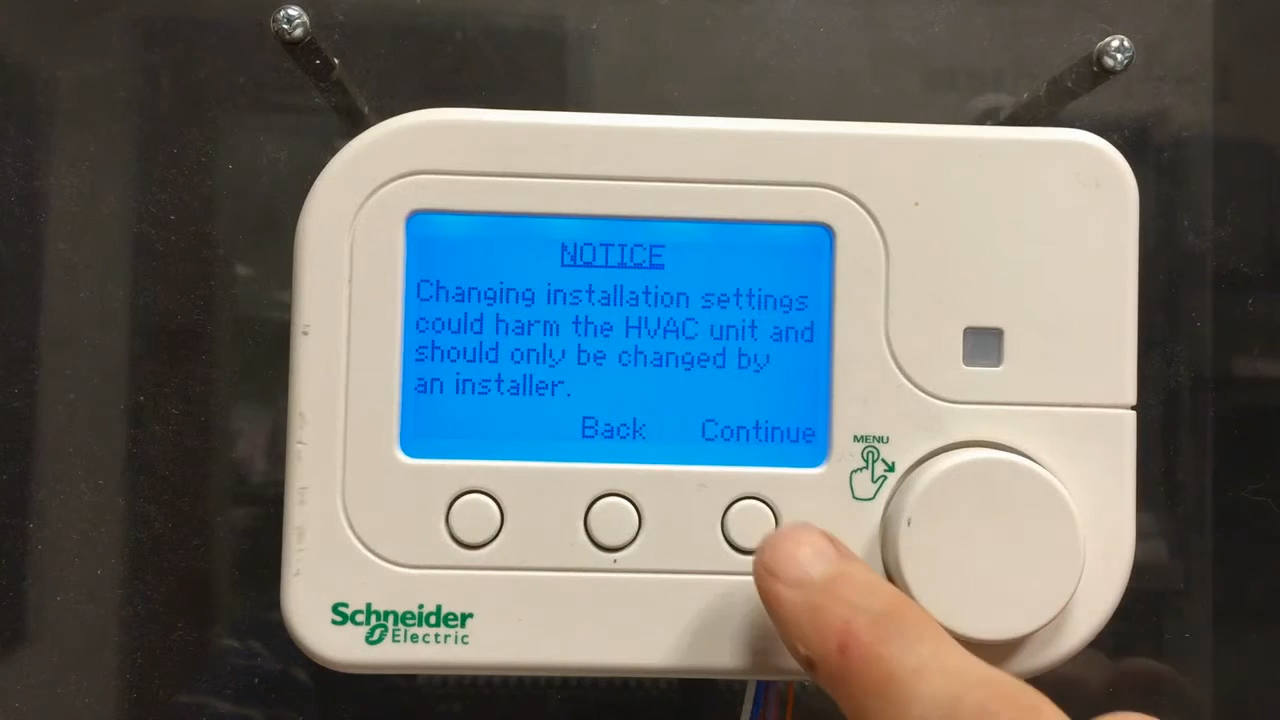 NOTICE
Changing installation settings
could harm the HVAC unit and
should only be changed by
an installer.
Back Continue
MENU
Schneider
Electric